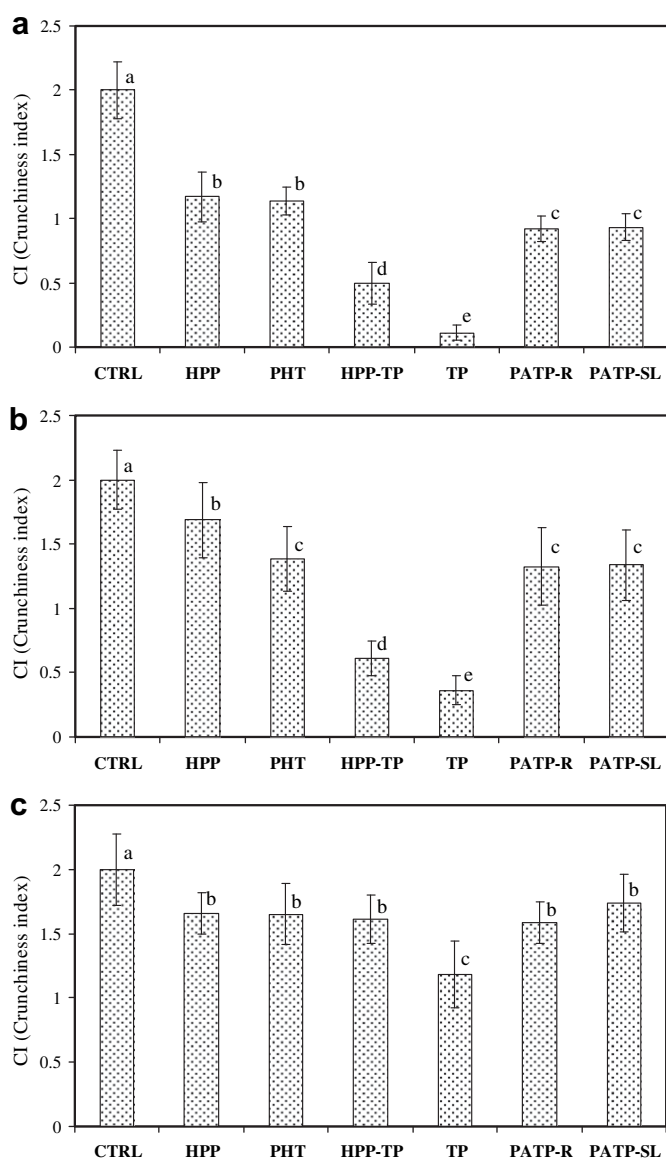 a
2.5
2
1.5
1
0.5
0
CI (Crunchiness index)
a
b
b
d
e
c
c
CTRL HPP PHT HPP-TP TP PATP-R PATP-SL
b
2.5
2
1.5
1
0.5
0
CI (Crunchiness index)
a
b
c
d
e
c
c
CTRL HPP PHT HPP-TP TP PATP-R PATP-SL
c
2.5
2
1.5
1
0.5
0
CI (Crunchiness index)
a
b
b
b
c
b
b
CTRL HPP PHT HPP-TP TP PATP-R PATP-SL